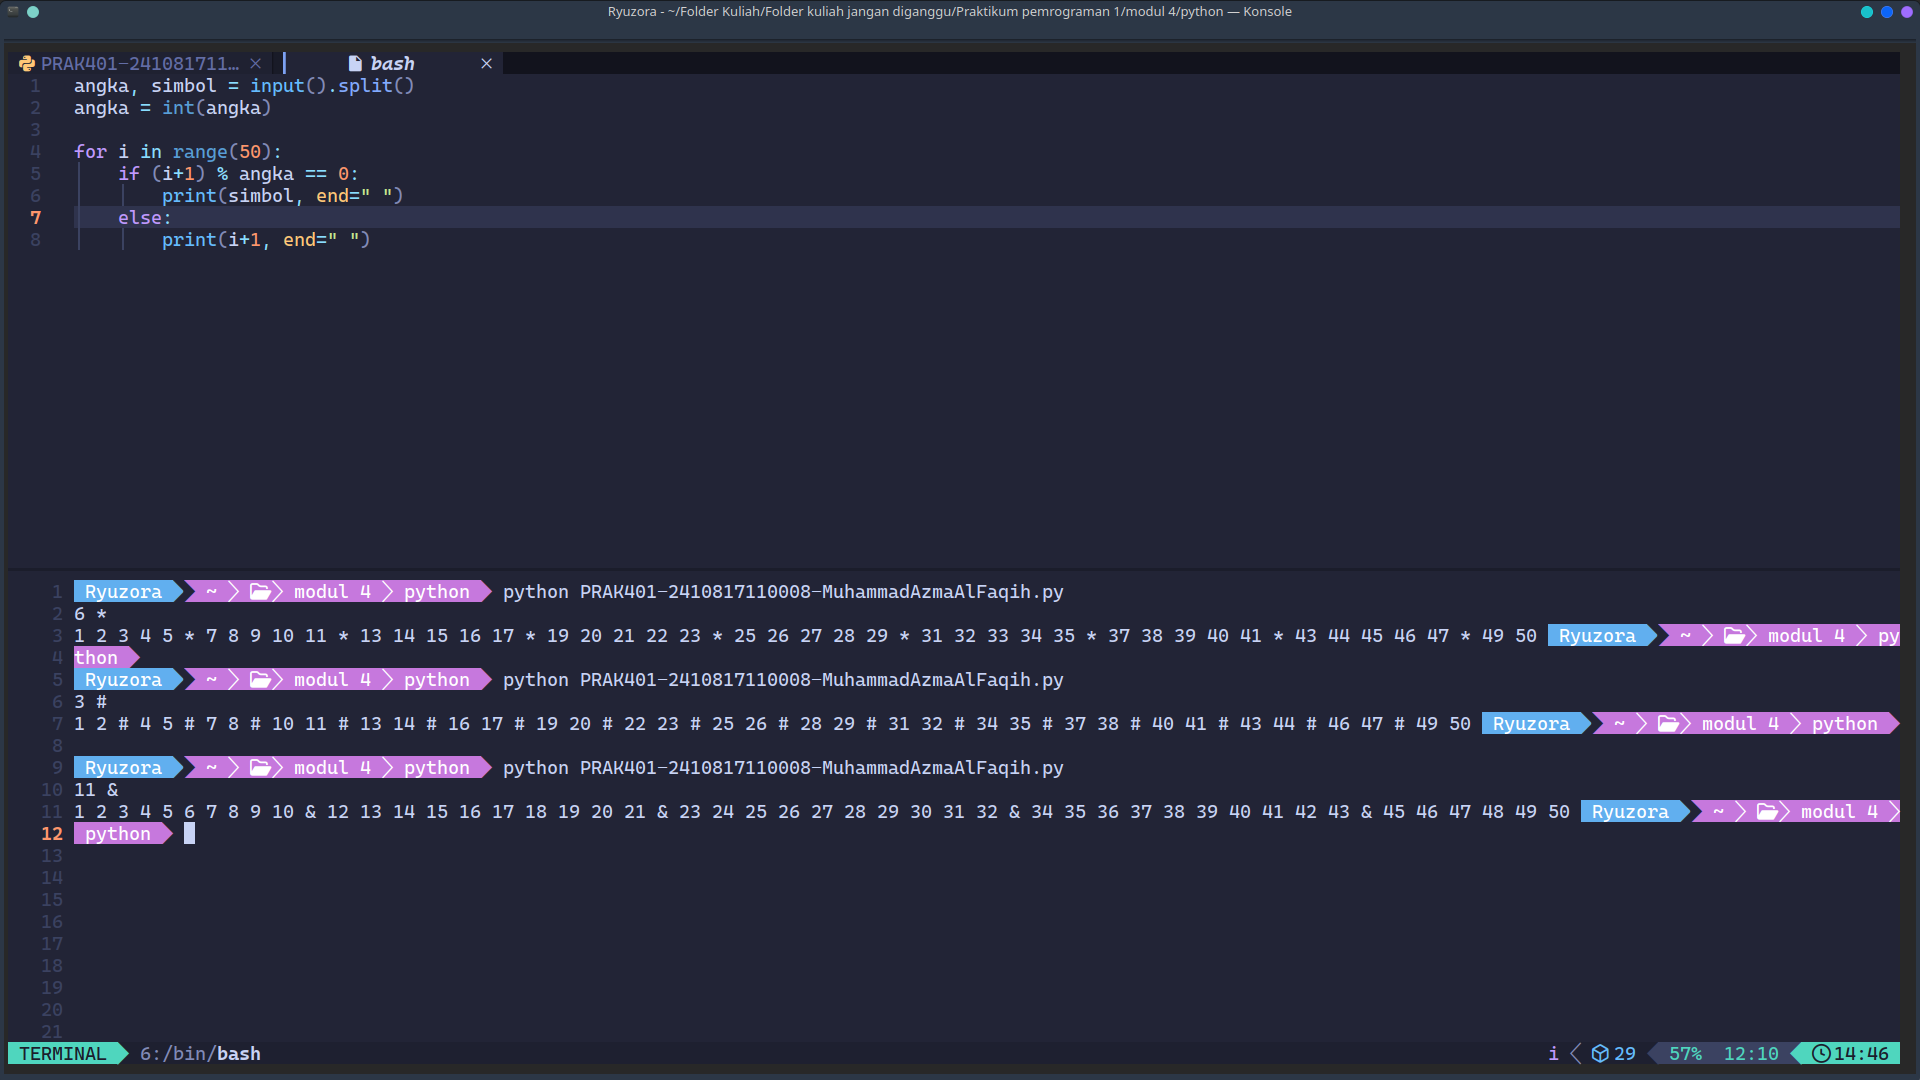 Ryuzora - ~/Folder Kuliah/Folder kuliah jangan diganggu/Praktikum pemrograman 1/modul 4/python — Konsole
PRAK401-241081711… × bash ×
1 angka, simbol = input().split()
2 angka = int(angka)
3
4 for i in range(50):
5     if (i+1) % angka == 0:
6         print(simbol, end=" ")
7     else:
8         print(i+1, end=" ")
1 Ryuzora ~ modul 4 python python PRAK401-2410817110008-MuhammadAzmaAlFaqih.py
2 6 *
3 1 2 3 4 5 * 7 8 9 10 11 * 13 14 15 16 17 * 19 20 21 22 23 * 25 26 27 28 29 * 31 32 33 34 35 * 37 38 39 40 41 * 43 44 45 46 47 * 49 50 Ryuzora ~ modul 4 py
4 thon
5 Ryuzora ~ modul 4 python python PRAK401-2410817110008-MuhammadAzmaAlFaqih.py
6 3 #
7 1 2 # 4 5 # 7 8 # 10 11 # 13 14 # 16 17 # 19 20 # 22 23 # 25 26 # 28 29 # 31 32 # 34 35 # 37 38 # 40 41 # 43 44 # 46 47 # 49 50 Ryuzora ~ modul 4 python
8
9 Ryuzora ~ modul 4 python python PRAK401-2410817110008-MuhammadAzmaAlFaqih.py
10 11 &
11 1 2 3 4 5 6 7 8 9 10 & 12 13 14 15 16 17 18 19 20 21 & 23 24 25 26 27 28 29 30 31 32 & 34 35 36 37 38 39 40 41 42 43 & 45 46 47 48 49 50 Ryuzora ~ modul 4
12 python
13
14
15
16
17
18
19
20
21
TERMINAL 6:/bin/bash i 29 57% 12:10 14:46